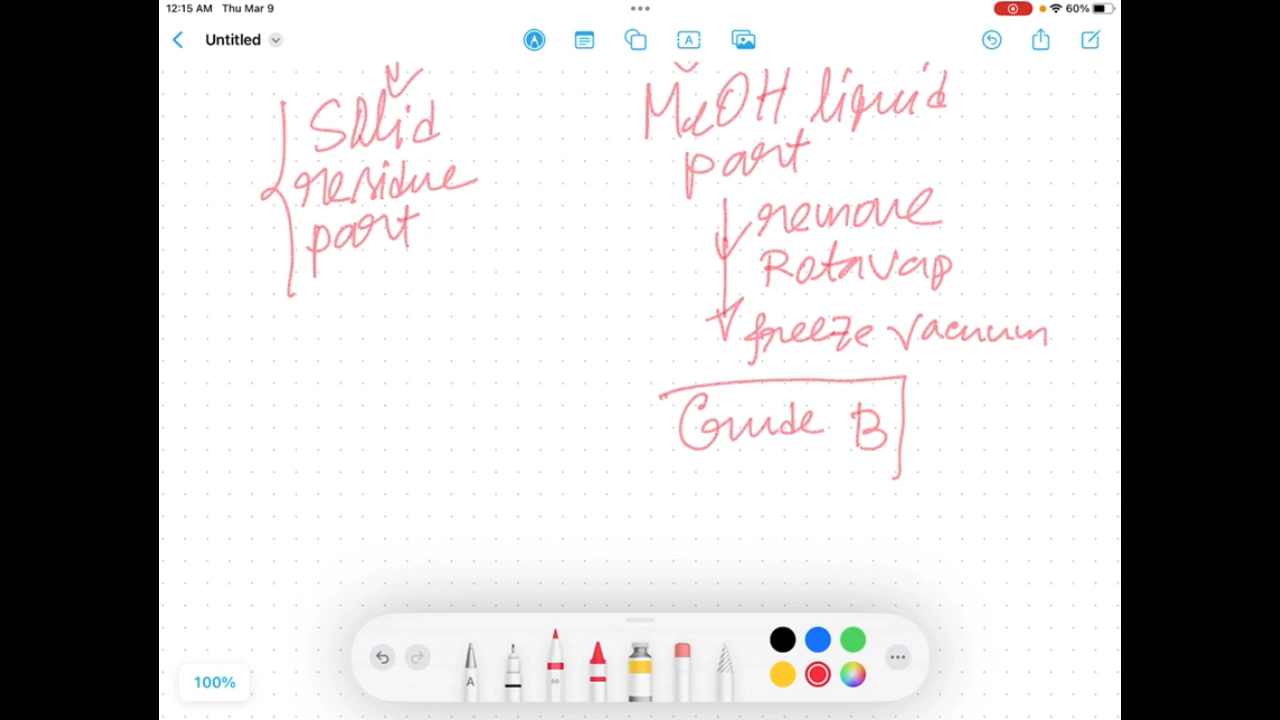 12:15 AM Thu Mar 9
60%
Untitled
A
Solid
residue
part
MeOH liquid
part
remove
Rotavap
freeze vacuum
Crude B
A
50
100%